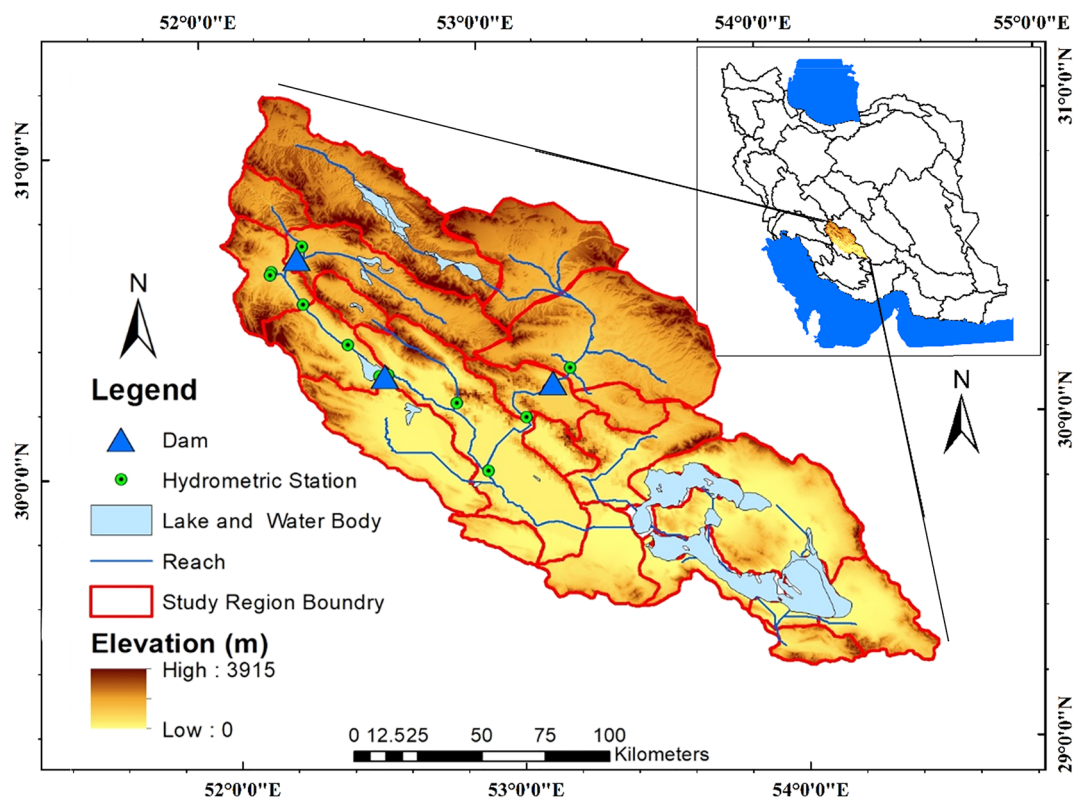 52°0'0"E 53°0'0"E 54°0'0"E 55°0'0"E
31°0'0"N
31°0'0"N
N
Legend
Dam
Hydrometric Station
Lake and Water Body
Reach
Study Region Boundry
Elevation (m)
High : 3915
Low : 0
30°0'0"N
N
30°0'0"N
0 12.525 50 75 100
Kilometers
29°0'0"N
52°0'0"E 53°0'0"E 54°0'0"E